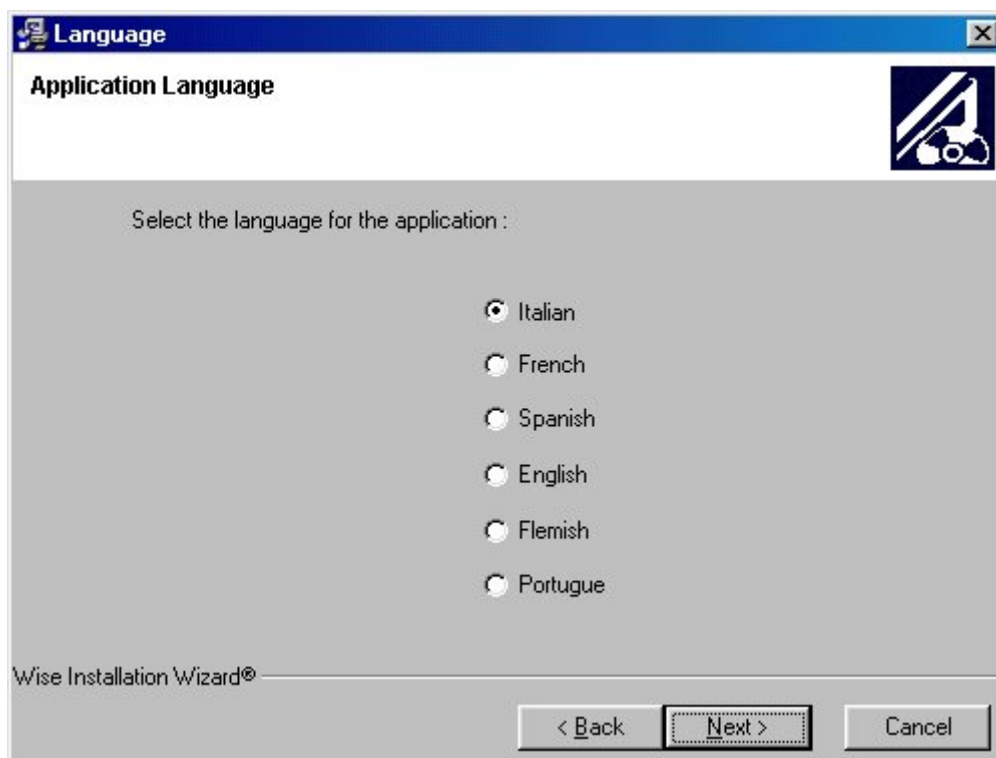 Language
Application Language
Select the language for the application :
Italian
French
Spanish
English
Flemish
Portugue
Wise Installation Wizard®
< Back Next > Cancel